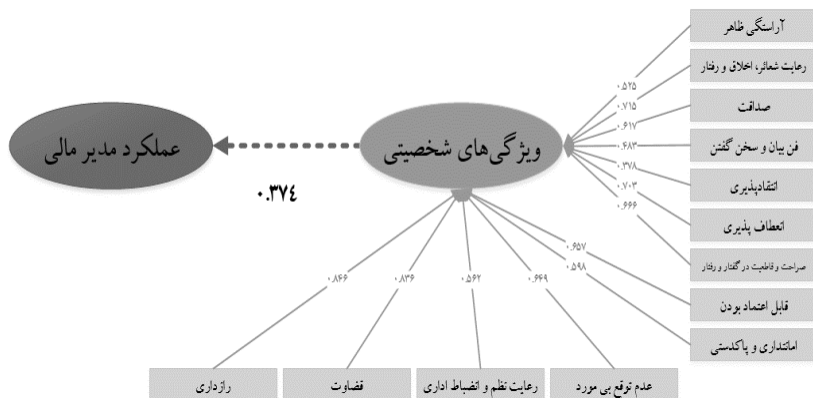 آراستگی ظاهر
رعایت شعائر، اخلاق و رفتار
صداقت
فن بیان و سخن گفتن
انتقادپذیری
انعطاف پذیری
صراحت و قاطعیت در گفتار و رفتار
قابل اعتماد بودن
امانتداری و پاکدستی
۰.۵۲۵
۰.۷۱۵
۰.۶۱۷
۰.۴۸۳
۰.۳۷۸
۰.۷۰۳
۰.۶۶۶
ویژگی‌های شخصیتی
عملکرد مدیر مالی
۰.۳۷۴
۰.۶۵۷
۰.۵۹۸
۰.۶۴۹
۰.۵۶۲
۰.۸۳۶
۰.۸۴۶
عدم توقع بی مورد
رعایت نظم و انضباط اداری
قضاوت
رازداری